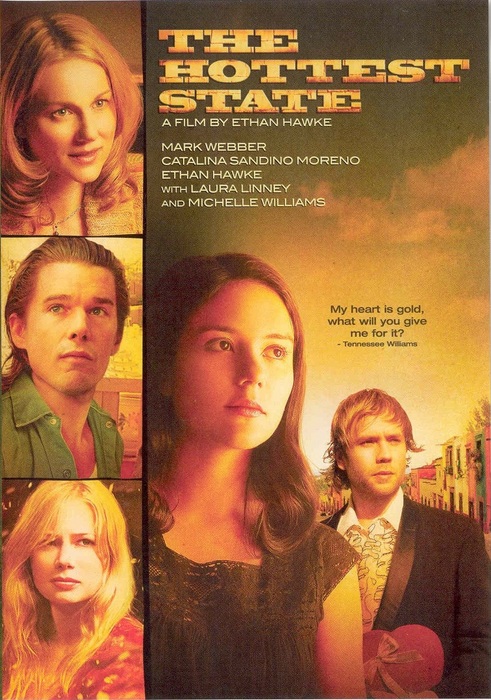 THE
HOTTEST
STATE
A FILM BY ETHAN HAWKE
MARK WEBBER
CATALINA SANDINO MORENO
ETHAN HAWKE
WITH LAURA LINNEY
AND MICHELLE WILLIAMS
My heart is gold,
what will you give
me for it?
- Tennessee Williams